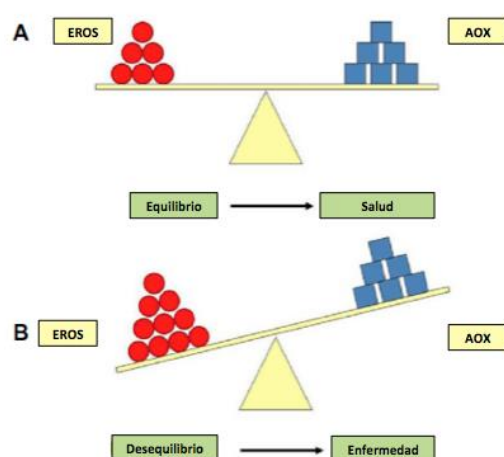 A
EROS
AOX
Equilibrio
Salud
B
EROS
AOX
Desequilibrio
Enfermedad